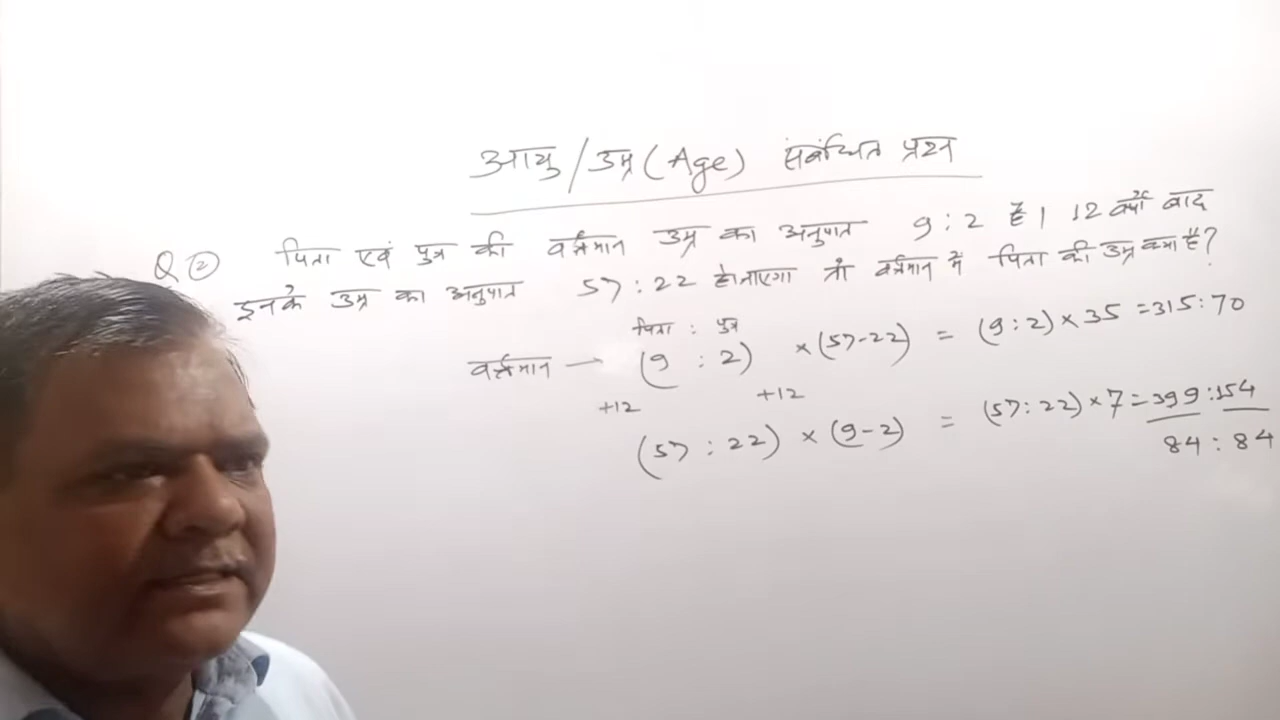 आयु/उम्र (Age) संबंधित प्रश्न
Q② पिता एवं पुत्र की वर्तमान उम्र का अनुपात 9:2 है। 12 वर्षों बाद
इनके उम्र का अनुपात 57:22 हो जाएगा तो वर्तमान में पिता की उम्र क्या है?
पिता : पुत्र
वर्तमान → (9 : 2) ×(57-22) = (9:2)×35 =315:70
+12 +12
(57 : 22) × (9-2) = (57:22)×7=399:154
84 : 84